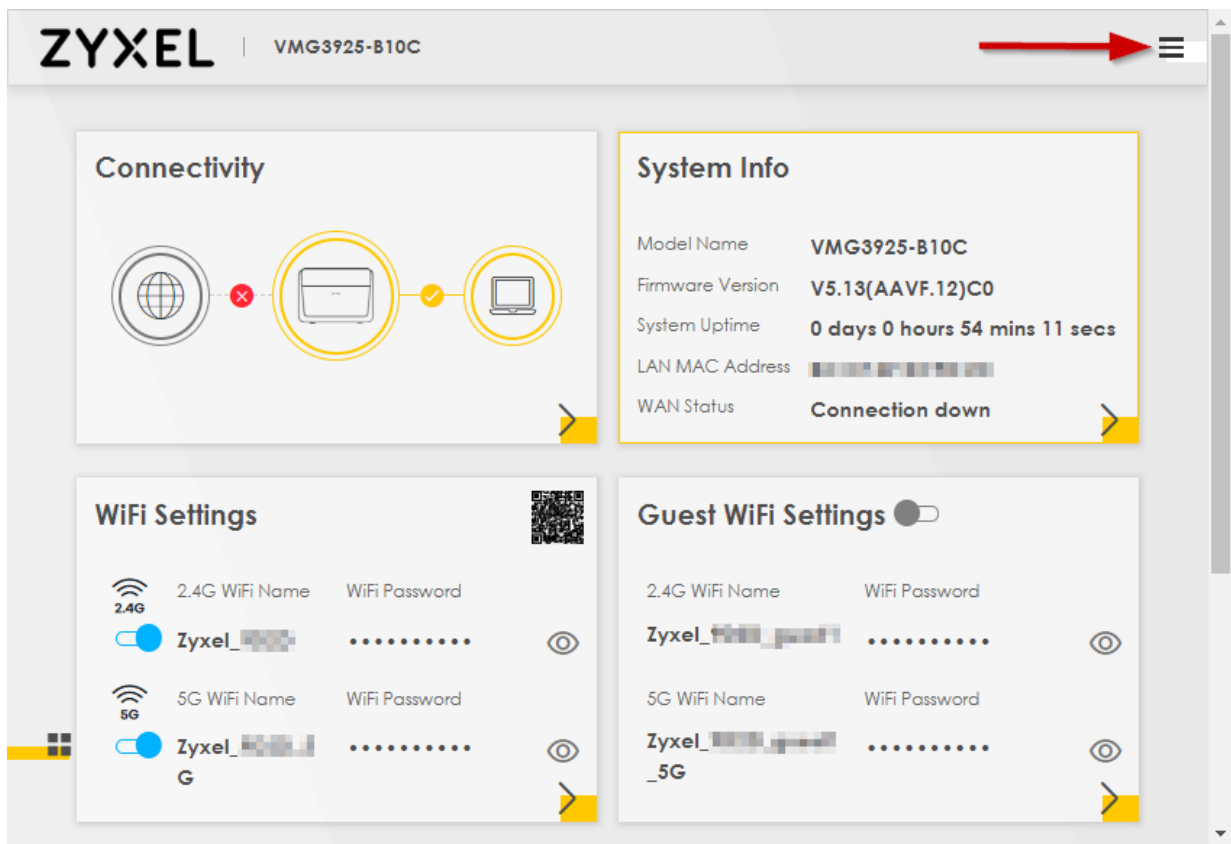 ZYXEL VMG3925-B10C
Connectivity
System Info
Model Name VMG3925-B10C
Firmware Version V5.13(AAVF.12)C0
System Uptime 0 days 0 hours 54 mins 11 secs
LAN MAC Address
WAN Status Connection down
WiFi Settings
2.4G 2.4G WiFi Name WiFi Password
Zyxel_ ••••••••••
5G 5G WiFi Name WiFi Password
Zyxel_ ••••••••••
G
Guest WiFi Settings
2.4G WiFi Name WiFi Password
Zyxel_ ••••••••••
5G WiFi Name WiFi Password
Zyxel_ ••••••••••
_5G